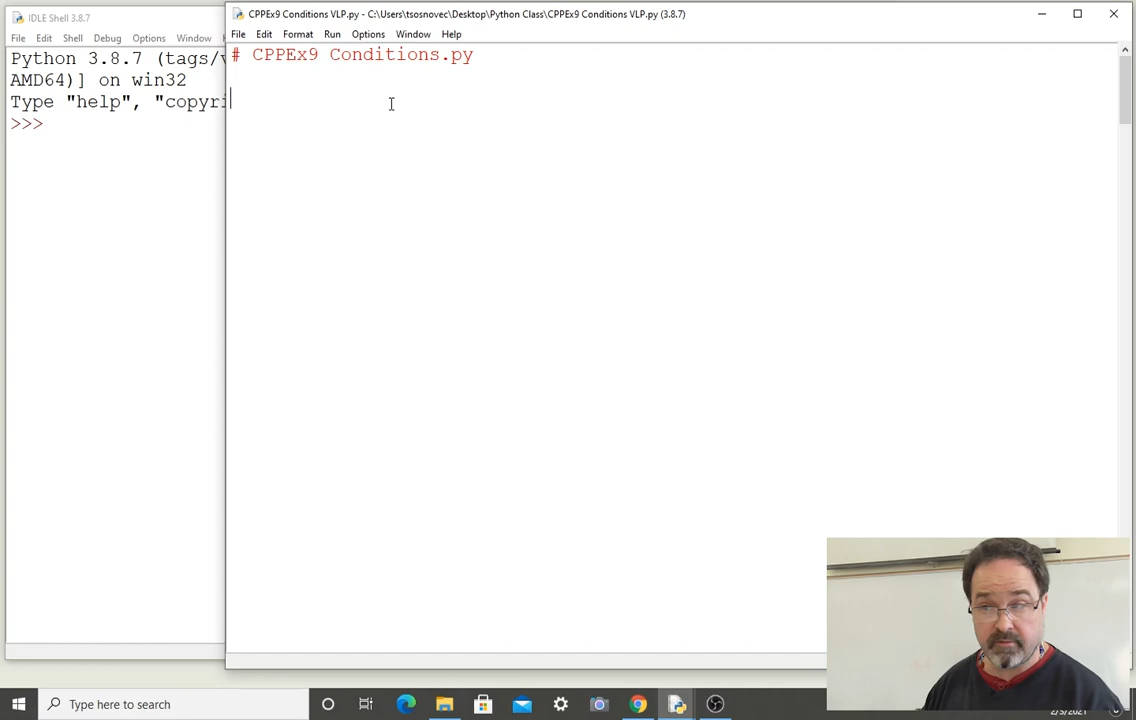 IDLE Shell 3.8.7
File Edit Shell Debug Options Window
Python 3.8.7 (tags/
AMD64)] on win32
Type "help", "copyri
>>>
CPPEx9 Conditions VLP.py - C:\Users\tsosnovec\Desktop\Python Class\CPPEx9 Conditions VLP.py (3.8.7)
File Edit Format Run Options Window Help
# CPPEx9 Conditions.py
Type here to search